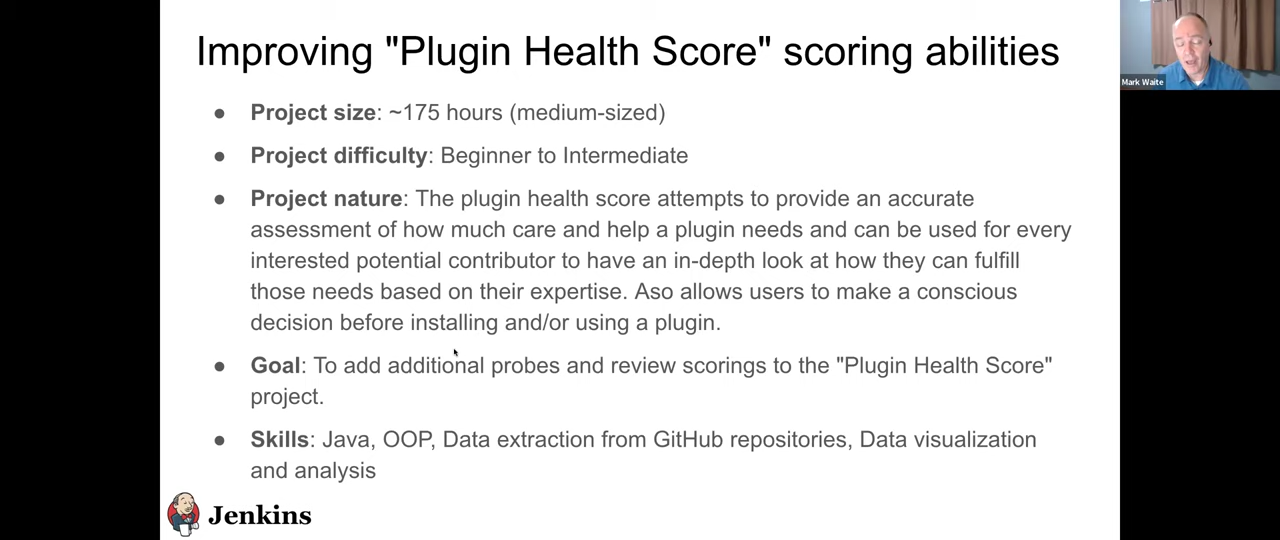 Improving "Plugin Health Score" scoring abilities
Mark Waite
● Project size: ~175 hours (medium-sized)
● Project difficulty: Beginner to Intermediate
● Project nature: The plugin health score attempts to provide an accurate
assessment of how much care and help a plugin needs and can be used for every
interested potential contributor to have an in-depth look at how they can fulfill
those needs based on their expertise. Aso allows users to make a conscious
decision before installing and/or using a plugin.
● Goal: To add additional probes and review scorings to the "Plugin Health Score"
project.
● Skills: Java, OOP, Data extraction from GitHub repositories, Data visualization
and analysis
Jenkins